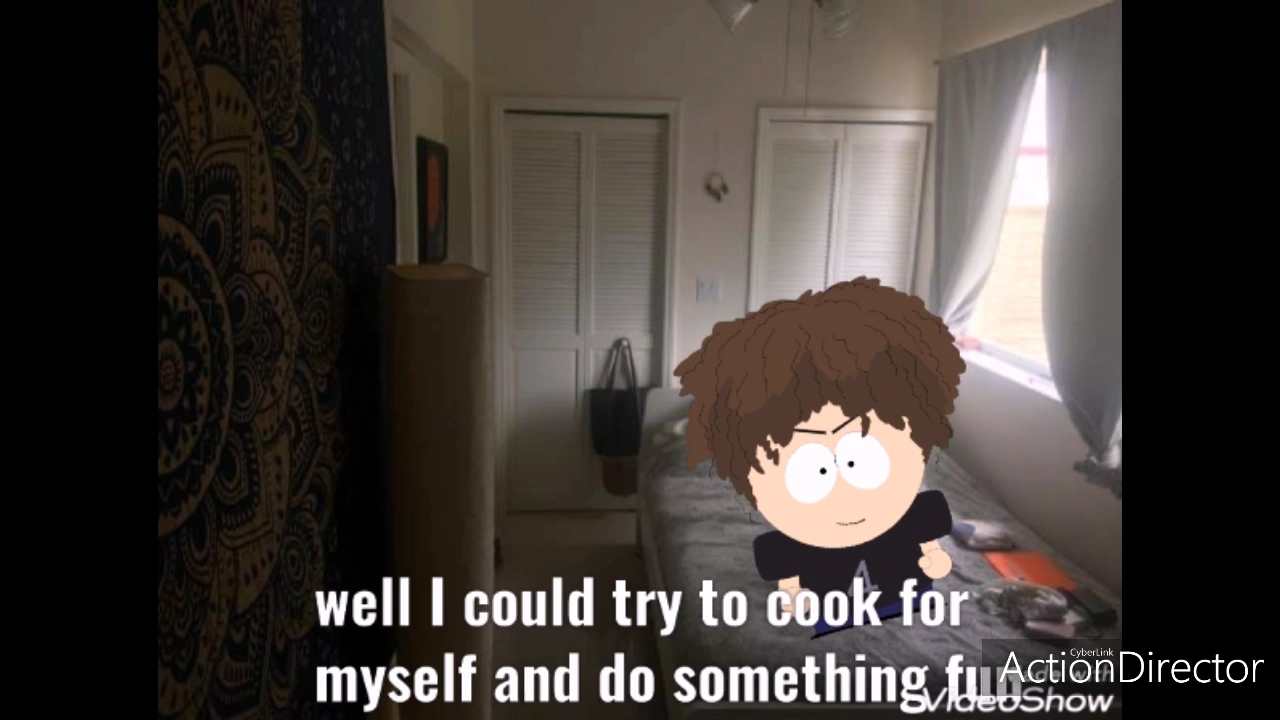 well I could try to cook for
myself and do something
CyberLink
ActionDirector
VideoShow